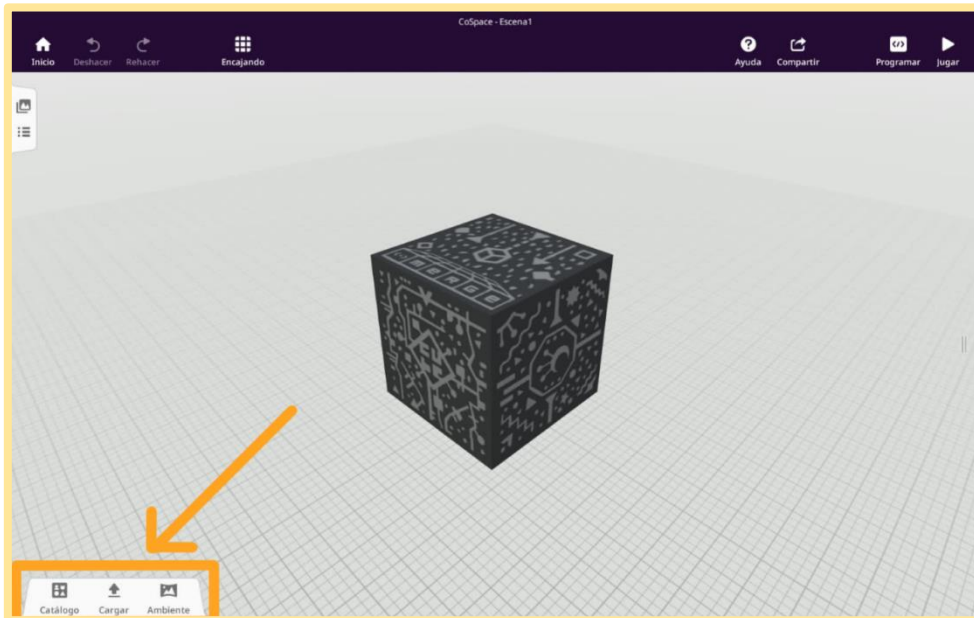 CoSpace - Escena1
Inicio Deshacer Rehacer Encajando Ayuda Compartir Programar Jugar
Catálogo Cargar Ambiente